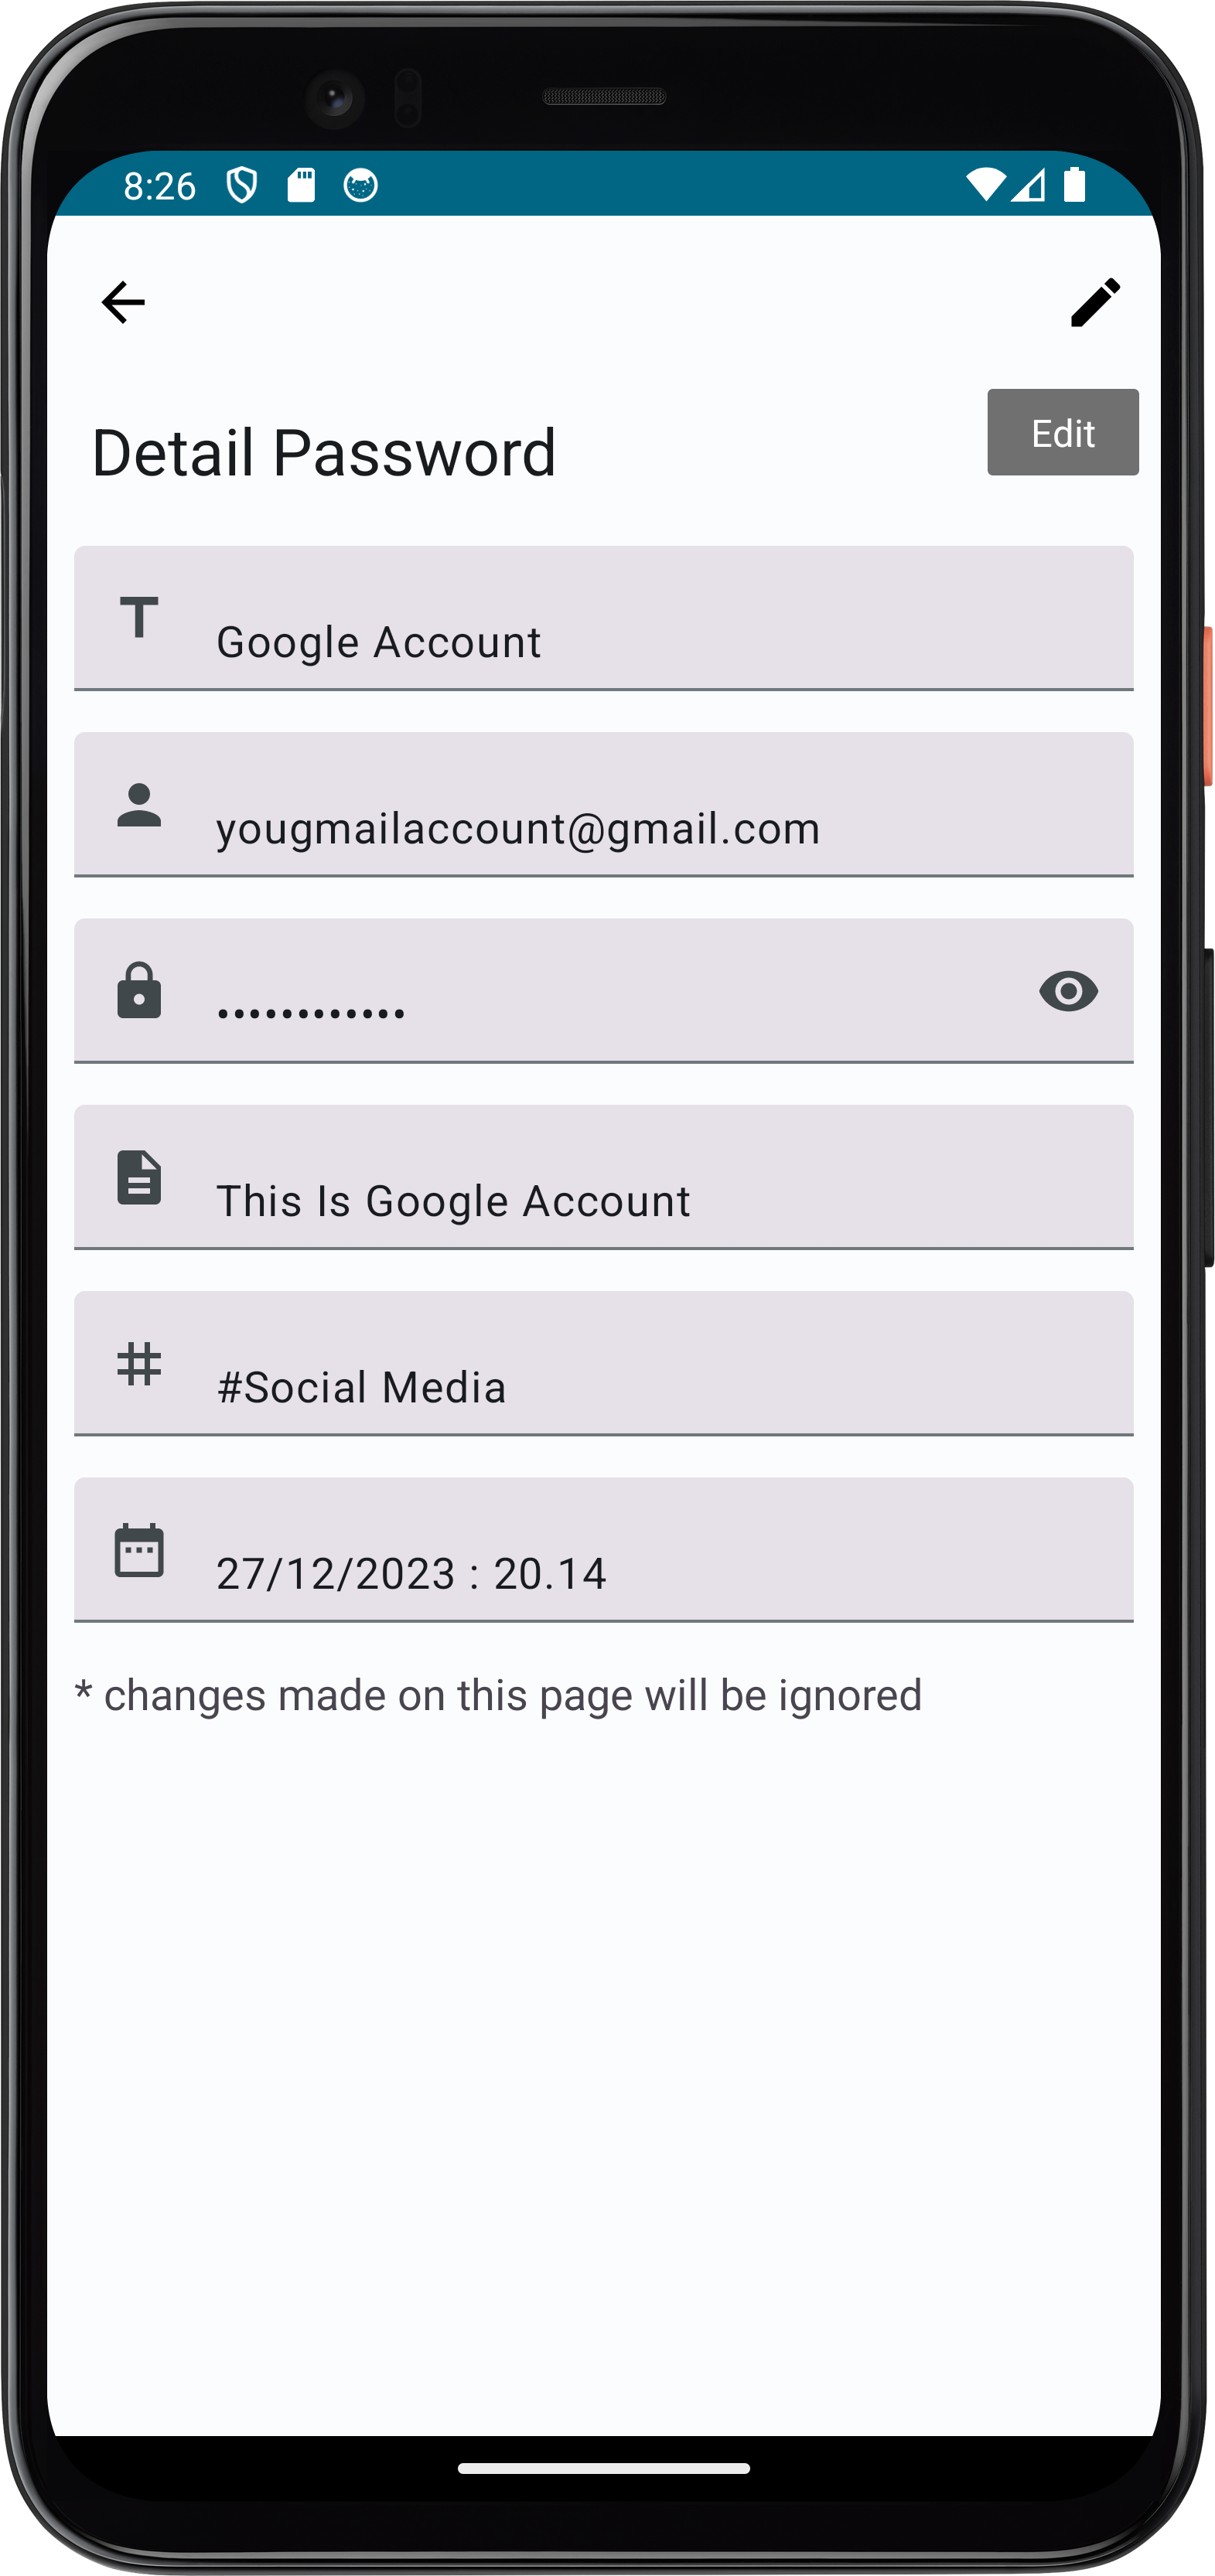 8:26
Detail Password
Edit
Google Account
yougmailaccount@gmail.com
••••••••••••
This Is Google Account
#Social Media
27/12/2023 : 20.14
* changes made on this page will be ignored